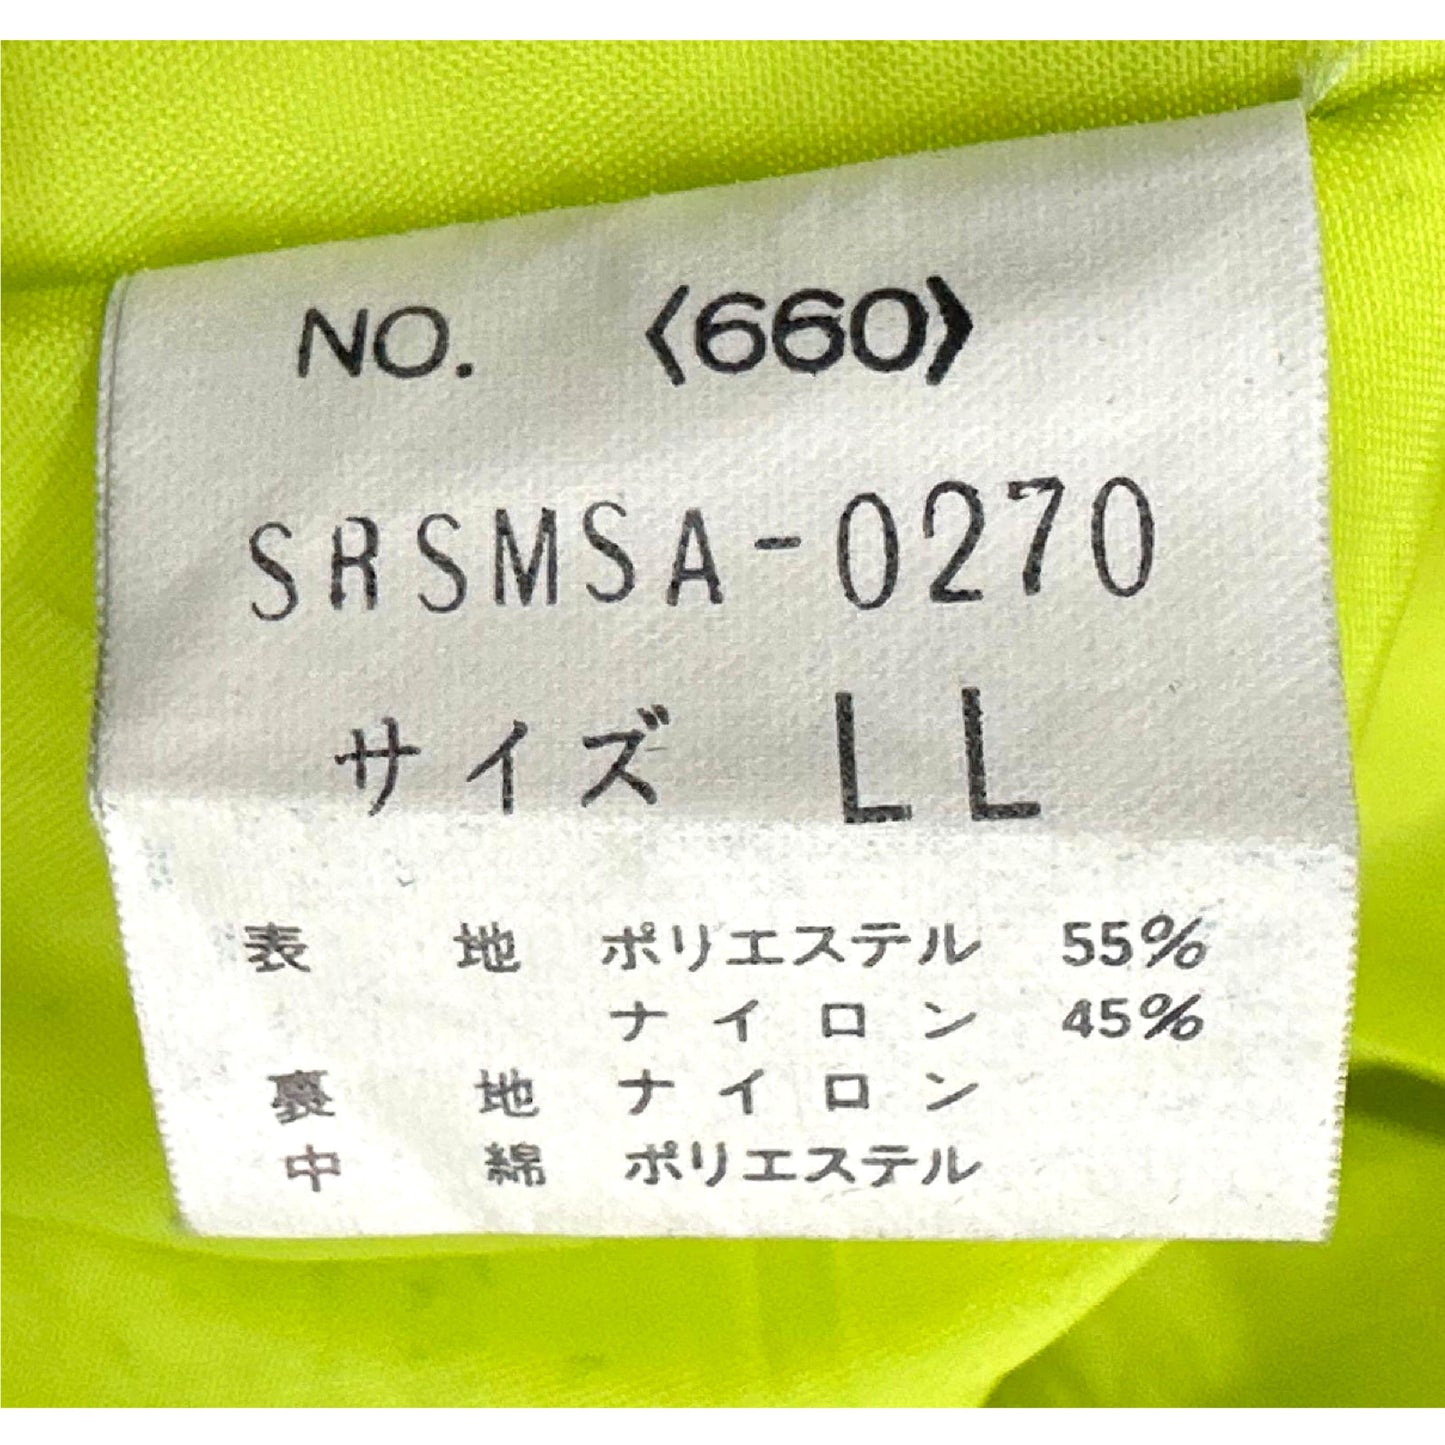 NO. 〈660〉
SRSMSA-0270
サイズ LL
表 地 ポリエステル 55%
ナイロン 45%
裏 地 ナイロン
中 綿 ポリエステル